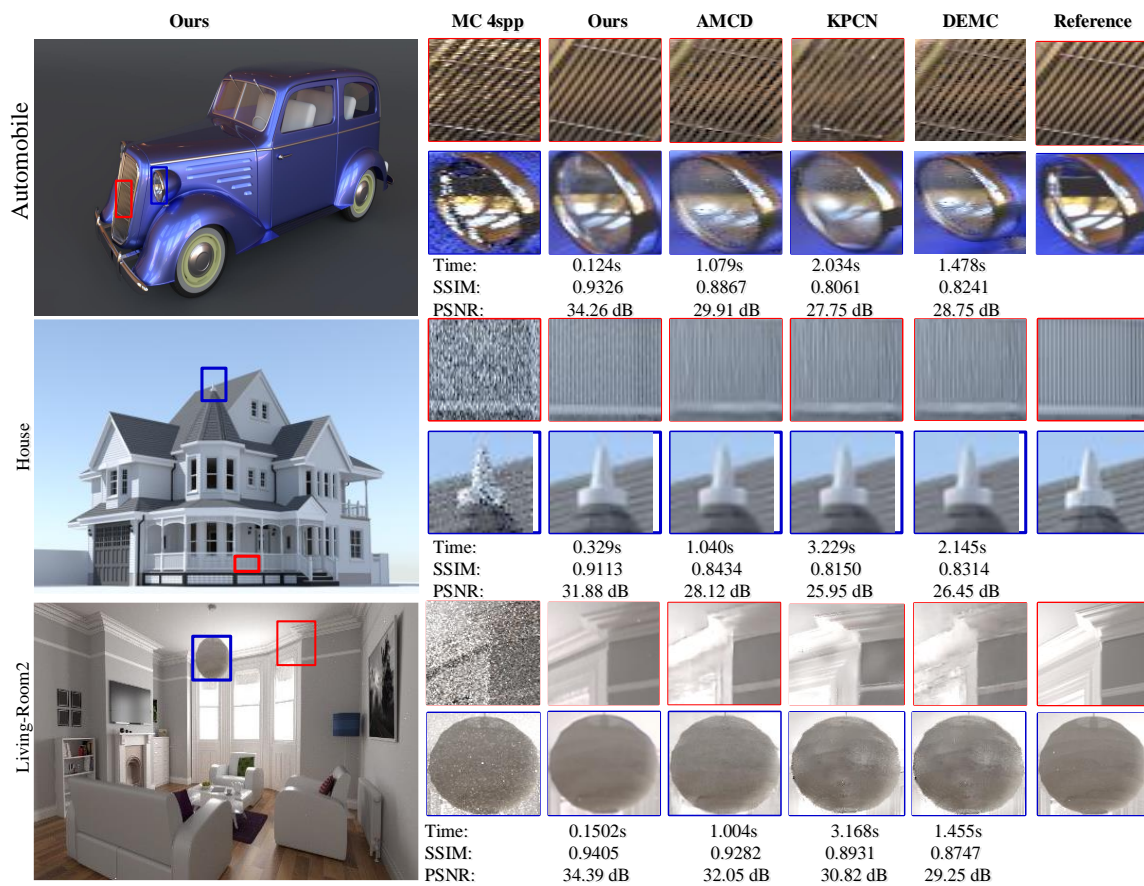 Ours MC 4spp Ours AMCD KPCN DEMC Reference
Automobile
Time: 0.124s 1.079s 2.034s 1.478s
SSIM: 0.9326 0.8867 0.8061 0.8241
PSNR: 34.26 dB 29.91 dB 27.75 dB 28.75 dB
House
Time: 0.329s 1.040s 3.229s 2.145s
SSIM: 0.9113 0.8434 0.8150 0.8314
PSNR: 31.88 dB 28.12 dB 25.95 dB 26.45 dB
Living-Room2
Time: 0.1502s 1.004s 3.168s 1.455s
SSIM: 0.9405 0.9282 0.8931 0.8747
PSNR: 34.39 dB 32.05 dB 30.82 dB 29.25 dB